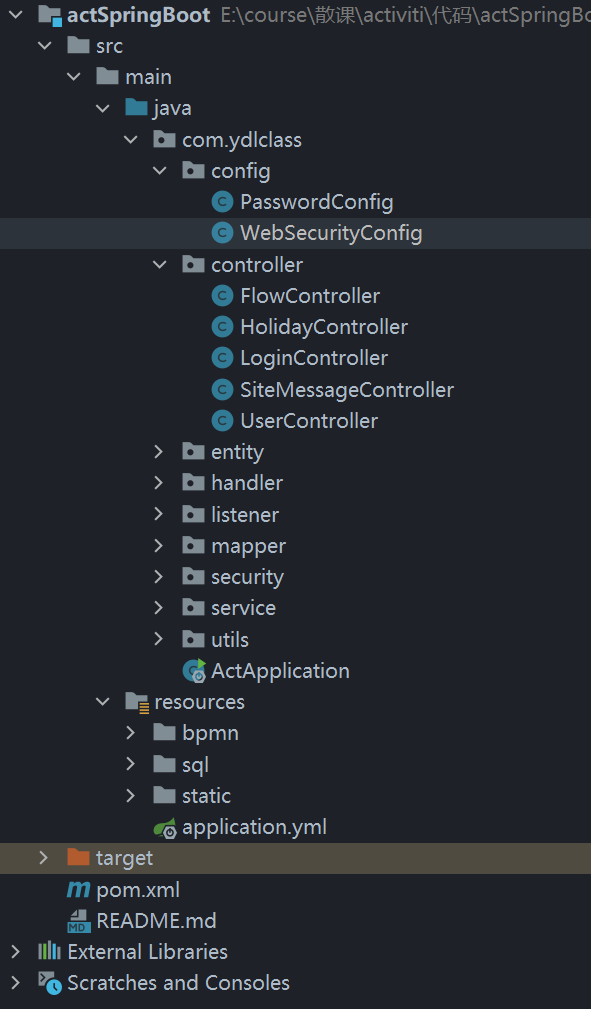 actSpringBoot E:\course\散课\activiti\代码\actSpringBo
src
main
java
com.ydlclass
config
C PasswordConfig
C WebSecurityConfig
controller
C FlowController
C HolidayController
C LoginController
C SiteMessageController
C UserController
entity
handler
listener
mapper
security
service
utils
ActApplication
resources
bpmn
sql
static
application.yml
target
m pom.xml
MD README.md
External Libraries
Scratches and Consoles